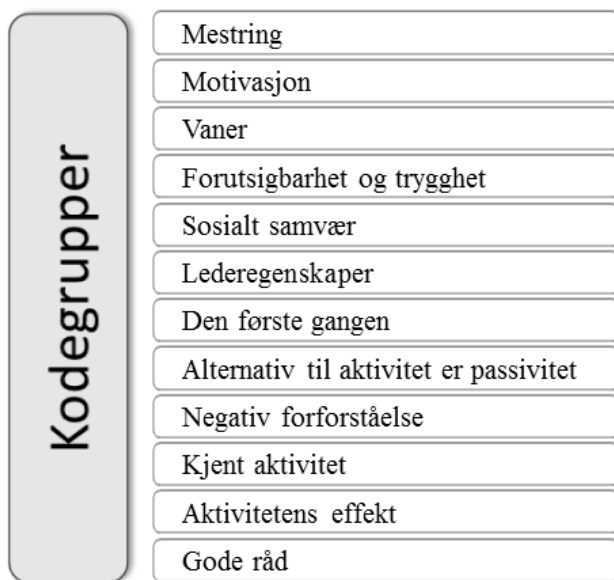 Kodegrupper
Mestring
Motivasjon
Vaner
Forutsigbarhet og trygghet
Sosialt samvær
Lederegenskaper
Den første gangen
Alternativ til aktivitet er passivitet
Negativ forforståelse
Kjent aktivitet
Aktivitetens effekt
Gode råd